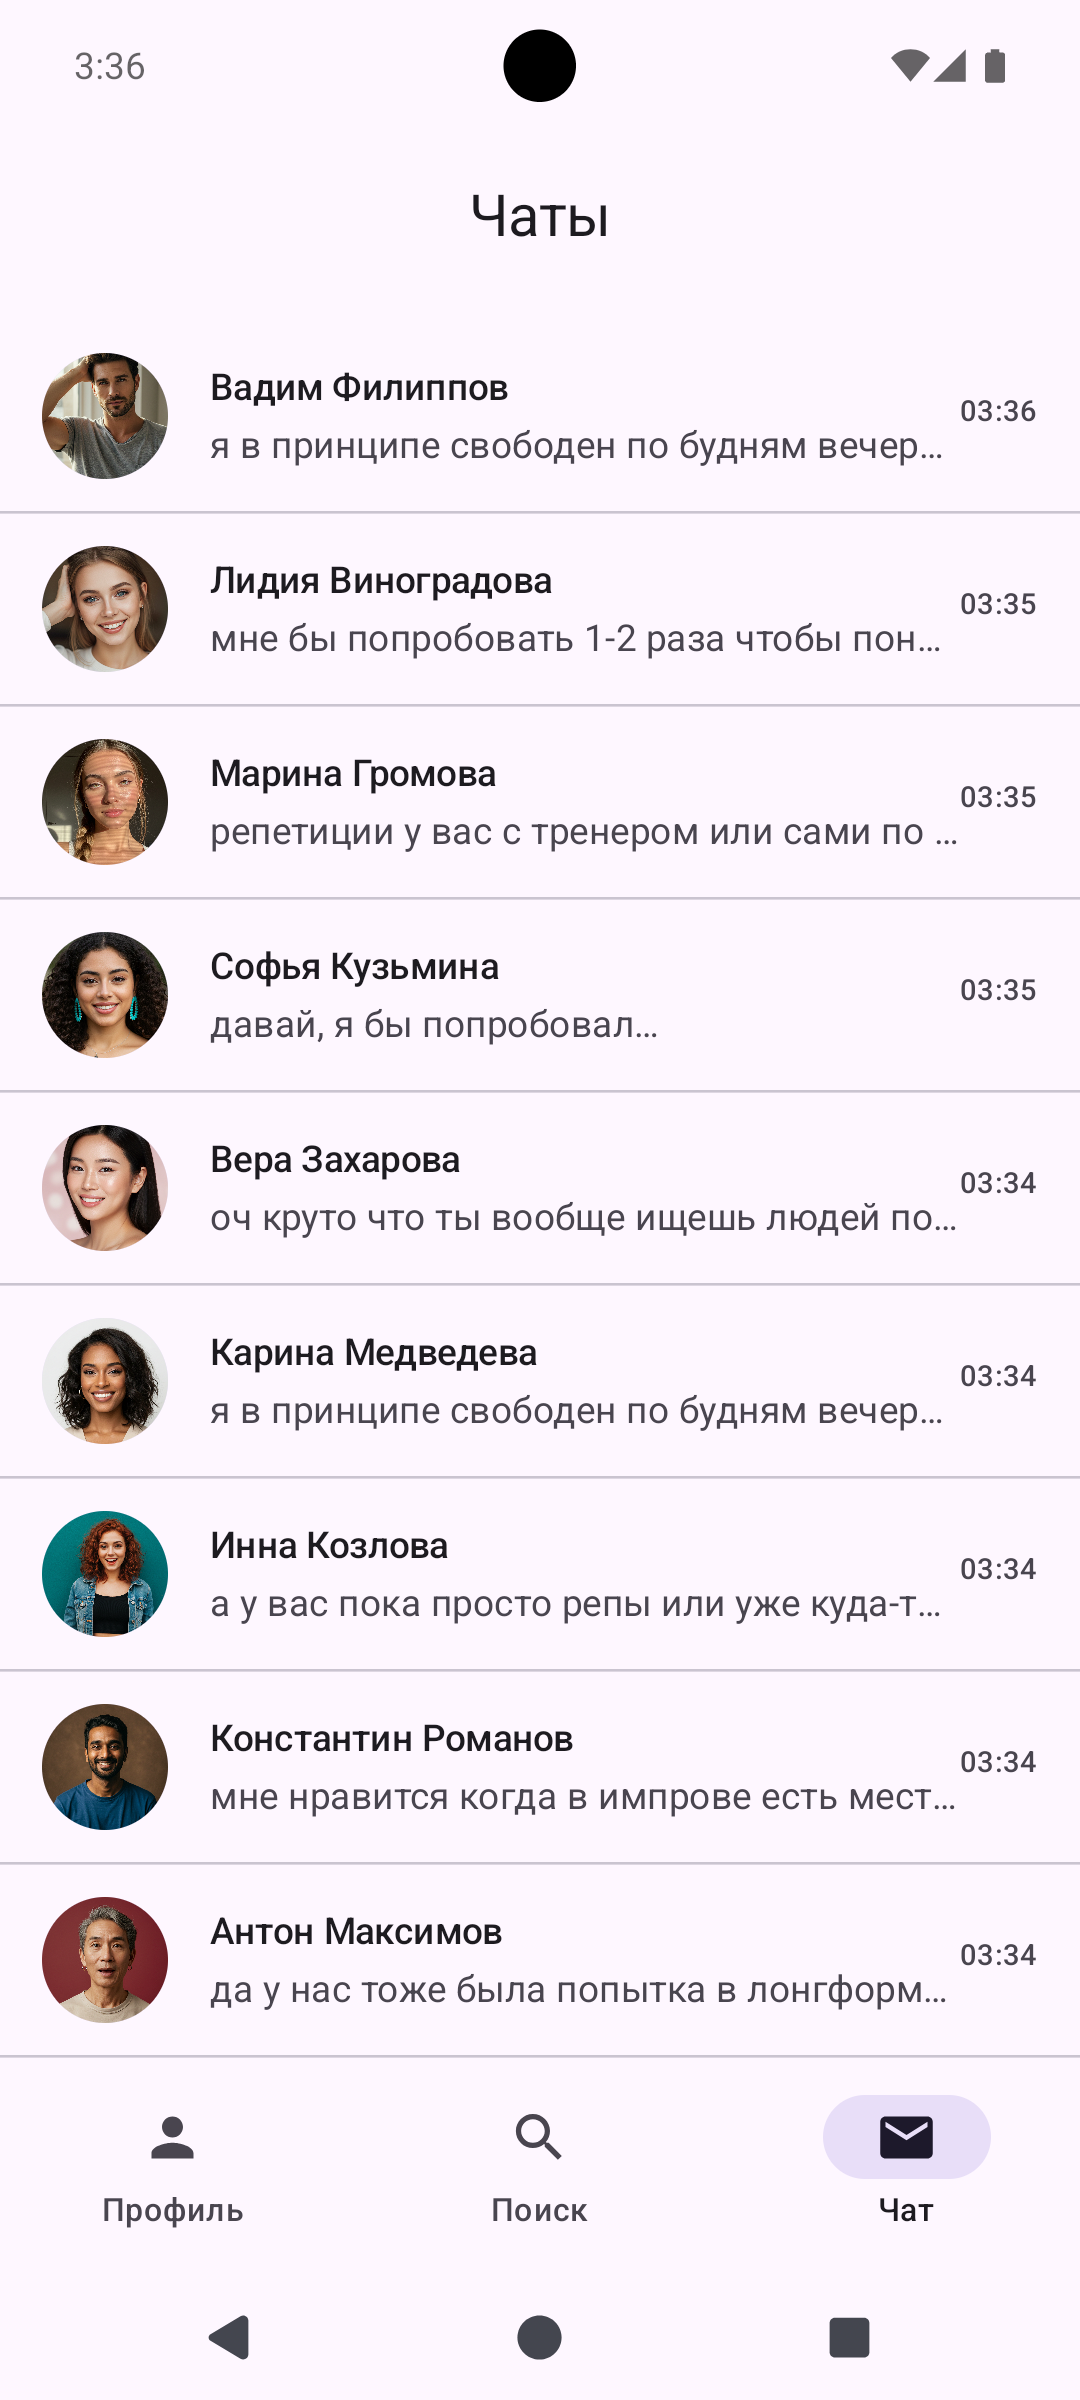 3:36
Чаты
Вадим Филиппов
03:36
я в принципе свободен по будням вечер...
Лидия Виноградова
03:35
мне бы попробовать 1-2 раза чтобы пон...
Марина Громова
03:35
репетиции у вас с тренером или сами по ...
Софья Кузьмина
03:35
давай, я бы попробовал...
Вера Захарова
03:34
оч круто что ты вообще ищешь людей по...
Карина Медведева
03:34
я в принципе свободен по будням вечер...
Инна Козлова
03:34
а у вас пока просто репы или уже куда-т...
Константин Романов
03:34
мне нравится когда в импрове есть мест...
Антон Максимов
03:34
да у нас тоже была попытка в лонгформ...
Профиль
Поиск
Чат